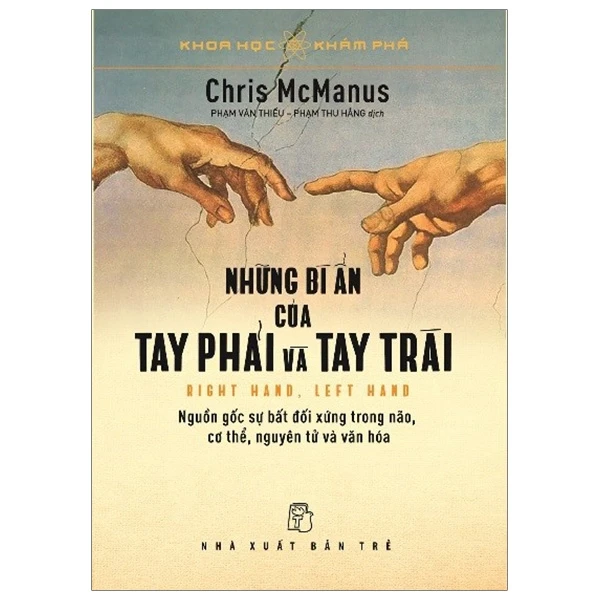 KHOA HỌC KHÁM PHÁ
Chris McManus
PHẠM VĂN THIỀU – PHẠM THU HẰNG dịch
NHỮNG BÍ ẨN
CỦA
TAY PHẢI VÀ TAY TRÁI
RIGHT HAND, LEFT HAND
Nguồn gốc sự bất đối xứng trong não,
cơ thể, nguyên tử và văn hóa
NHÀ XUẤT BẢN TRẺ